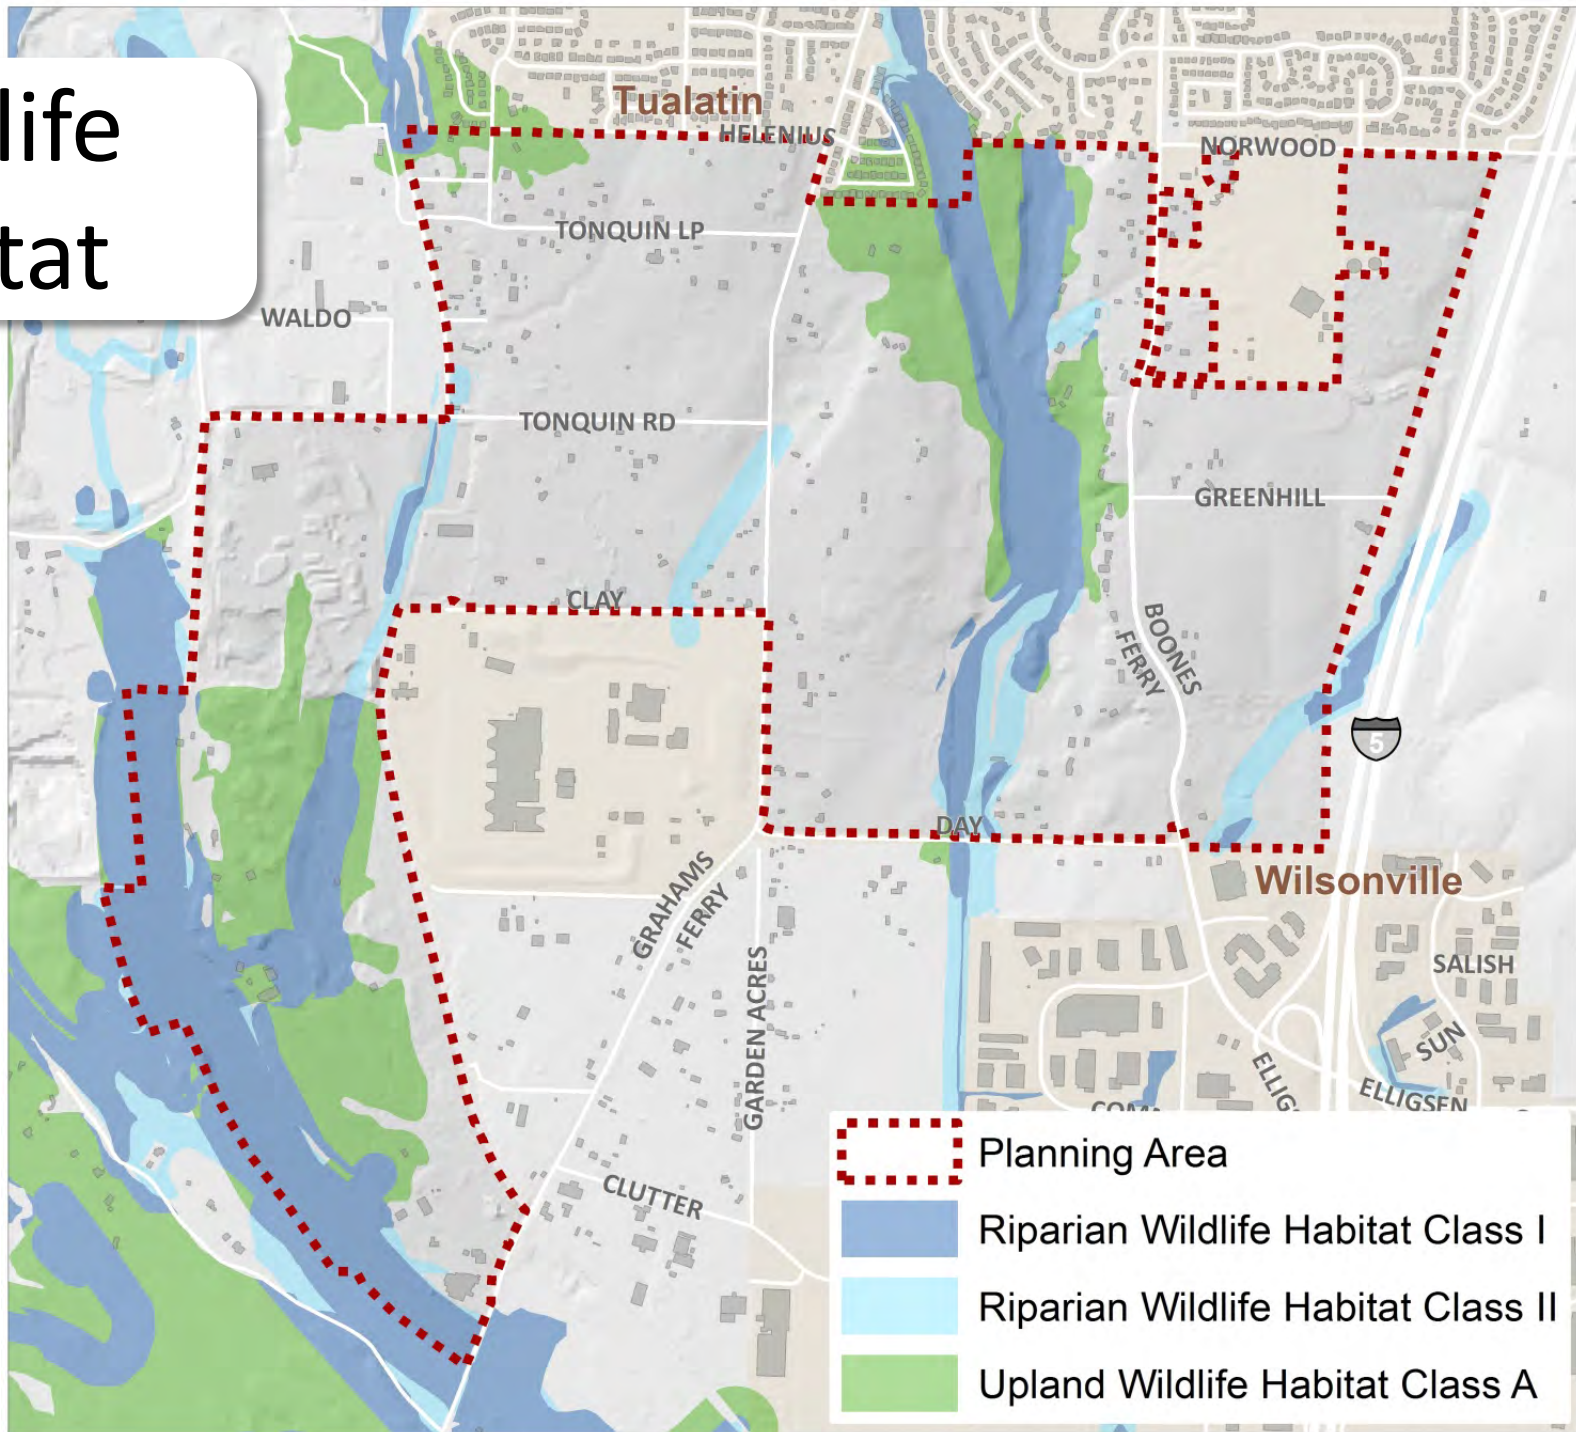 life
tat
Tualatin
HELENIUS
NORWOOD
TONQUIN LP
WALDO
TONQUIN RD
GREENHILL
CLAY
BOONES
FERRY
5
DAY
Wilsonville
GRAHAMS
FERRY
GARDEN ACRES
SALISH
SUN
ELLIGSEN
CLUTTER
Planning Area
Riparian Wildlife Habitat Class I
Riparian Wildlife Habitat Class II
Upland Wildlife Habitat Class A